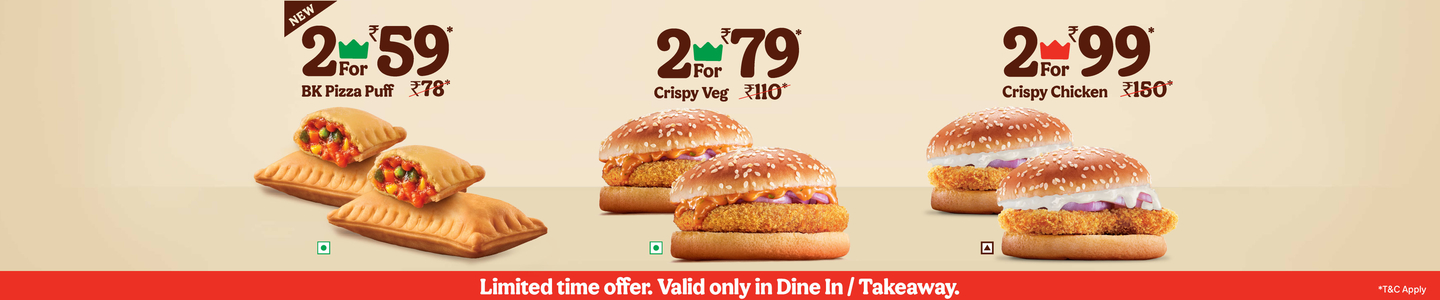 NEW
2 For ₹59*
BK Pizza Puff ₹78*
2 For ₹79*
Crispy Veg ₹110*
2 For ₹99*
Crispy Chicken ₹150*
Limited time offer. Valid only in Dine In / Takeaway.
*T&C Apply